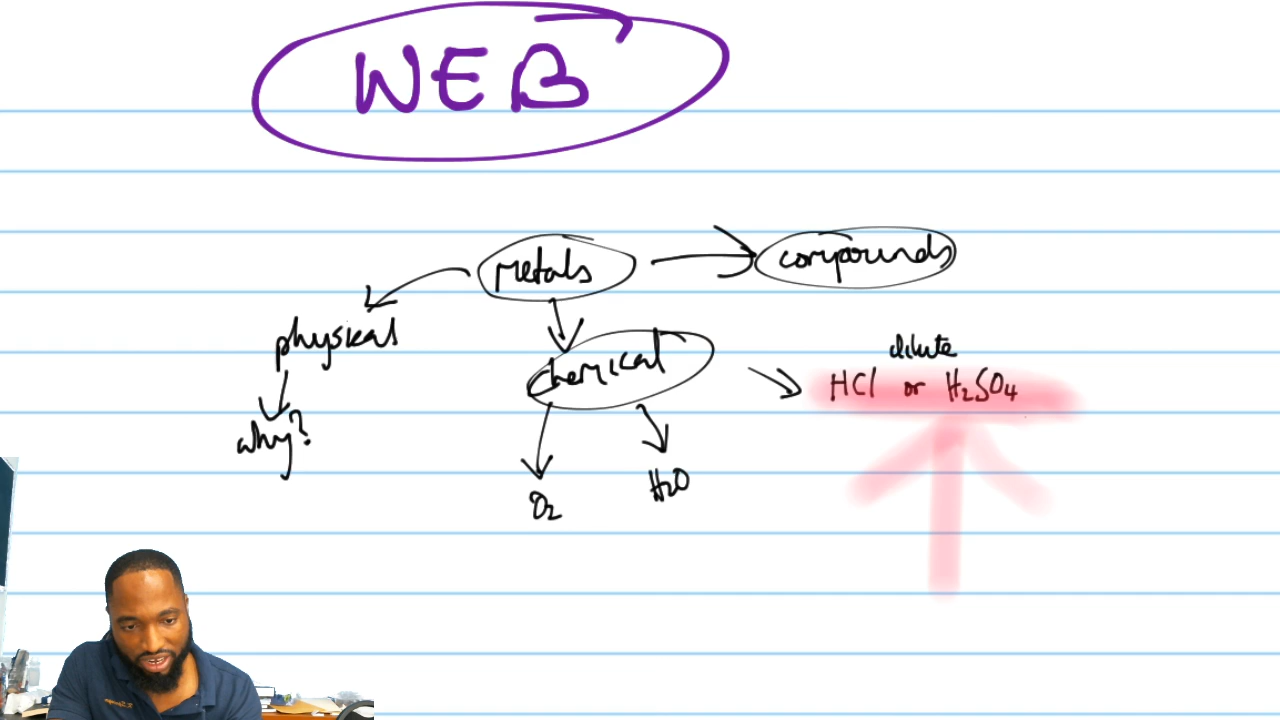 WEB
metals
compounds
physical
chemical
dilute
HCl or H₂SO₄
why?
O₂
H₂O